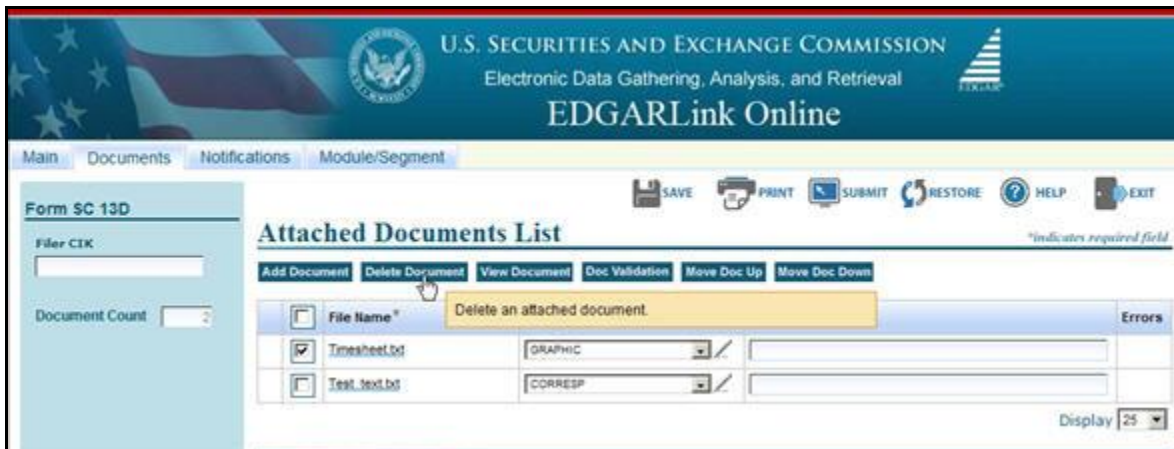 U.S. SECURITIES AND EXCHANGE COMMISSION
Electronic Data Gathering, Analysis, and Retrieval
EDGAR®
EDGARLink Online
Main Documents Notifications Module/Segment
SAVE PRINT SUBMIT RESTORE HELP EXIT
Form SC 13D
Attached Documents List
*indicates required field
Filer CIK
Add Document Delete Document View Document Doc Validation Move Doc Up Move Doc Down
Delete an attached document.
Document Count 2
File Name* Errors
Timesheet.txt GRAPHIC
Test_text.txt CORRESP
Display 25